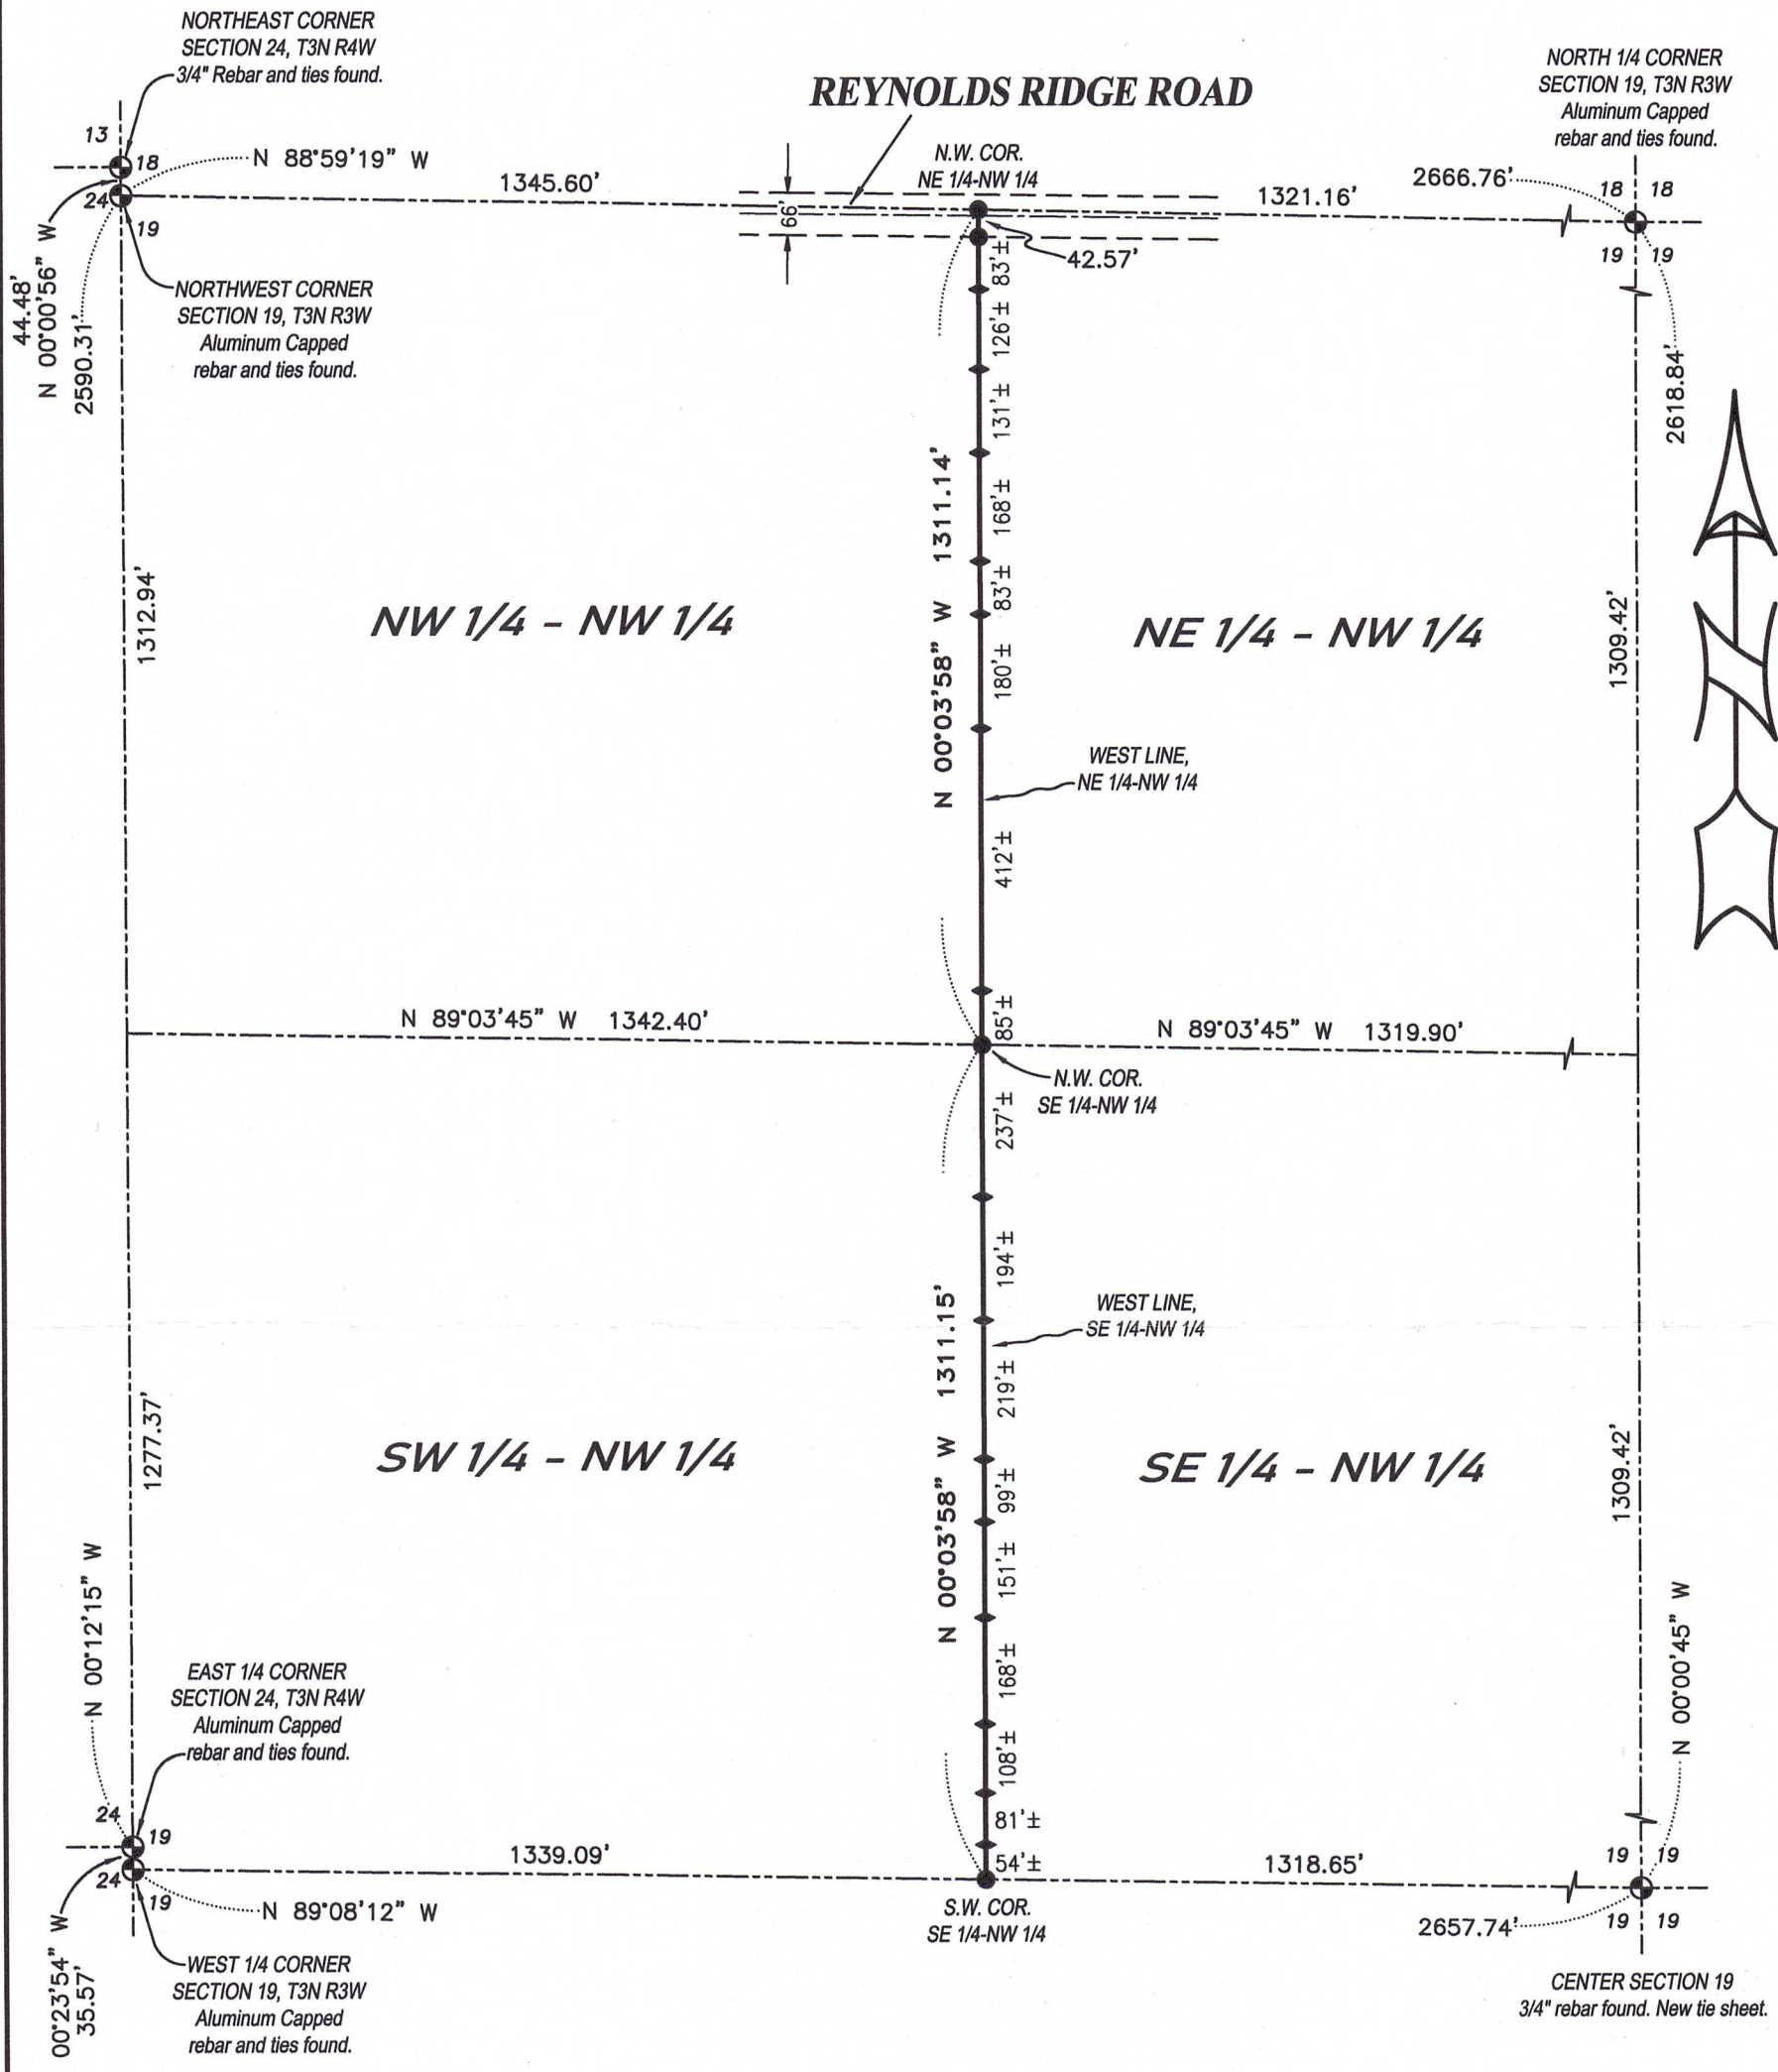 NORTHEAST CORNER
SECTION 24, T3N R4W
3/4" Rebar and ties found.
REYNOLDS RIDGE ROAD
NORTH 1/4 CORNER
SECTION 19, T3N R3W
Aluminum Capped
rebar and ties found.
13
18
24
19
N 88°59'19" W
1345.60'
N.W. COR.
NE 1/4-NW 1/4
66'
42.57'
1321.16'
2666.76'
18 18
19 19
44.48'
N 00°00'56" W
2590.31'
NORTHWEST CORNER
SECTION 19, T3N R3W
Aluminum Capped
rebar and ties found.
2618.84'
83'±
126'±
131'±
168'±
83'±
180'±
412'±
85'±
N 00°03'58" W 1311.14'
1312.94'
NW 1/4 - NW 1/4
NE 1/4 - NW 1/4
1309.42'
N
WEST LINE,
NE 1/4-NW 1/4
N 89°03'45" W 1342.40'
N 89°03'45" W 1319.90'
N.W. COR.
SE 1/4-NW 1/4
237'±
194'±
219'±
99'±
151'±
168'±
108'±
81'±
54'±
WEST LINE,
SE 1/4-NW 1/4
N 00°03'58" W 1311.15'
1277.37'
SW 1/4 - NW 1/4
SE 1/4 - NW 1/4
1309.42'
N 00°12'15" W
N 00°00'45" W
EAST 1/4 CORNER
SECTION 24, T3N R4W
Aluminum Capped
rebar and ties found.
24
19
24
19
1339.09'
1318.65'
19 19
19 19
N 89°08'12" W
S.W. COR.
SE 1/4-NW 1/4
2657.74'
00°23'54" W
35.57'
WEST 1/4 CORNER
SECTION 19, T3N R3W
Aluminum Capped
rebar and ties found.
CENTER SECTION 19
3/4" rebar found. New tie sheet.